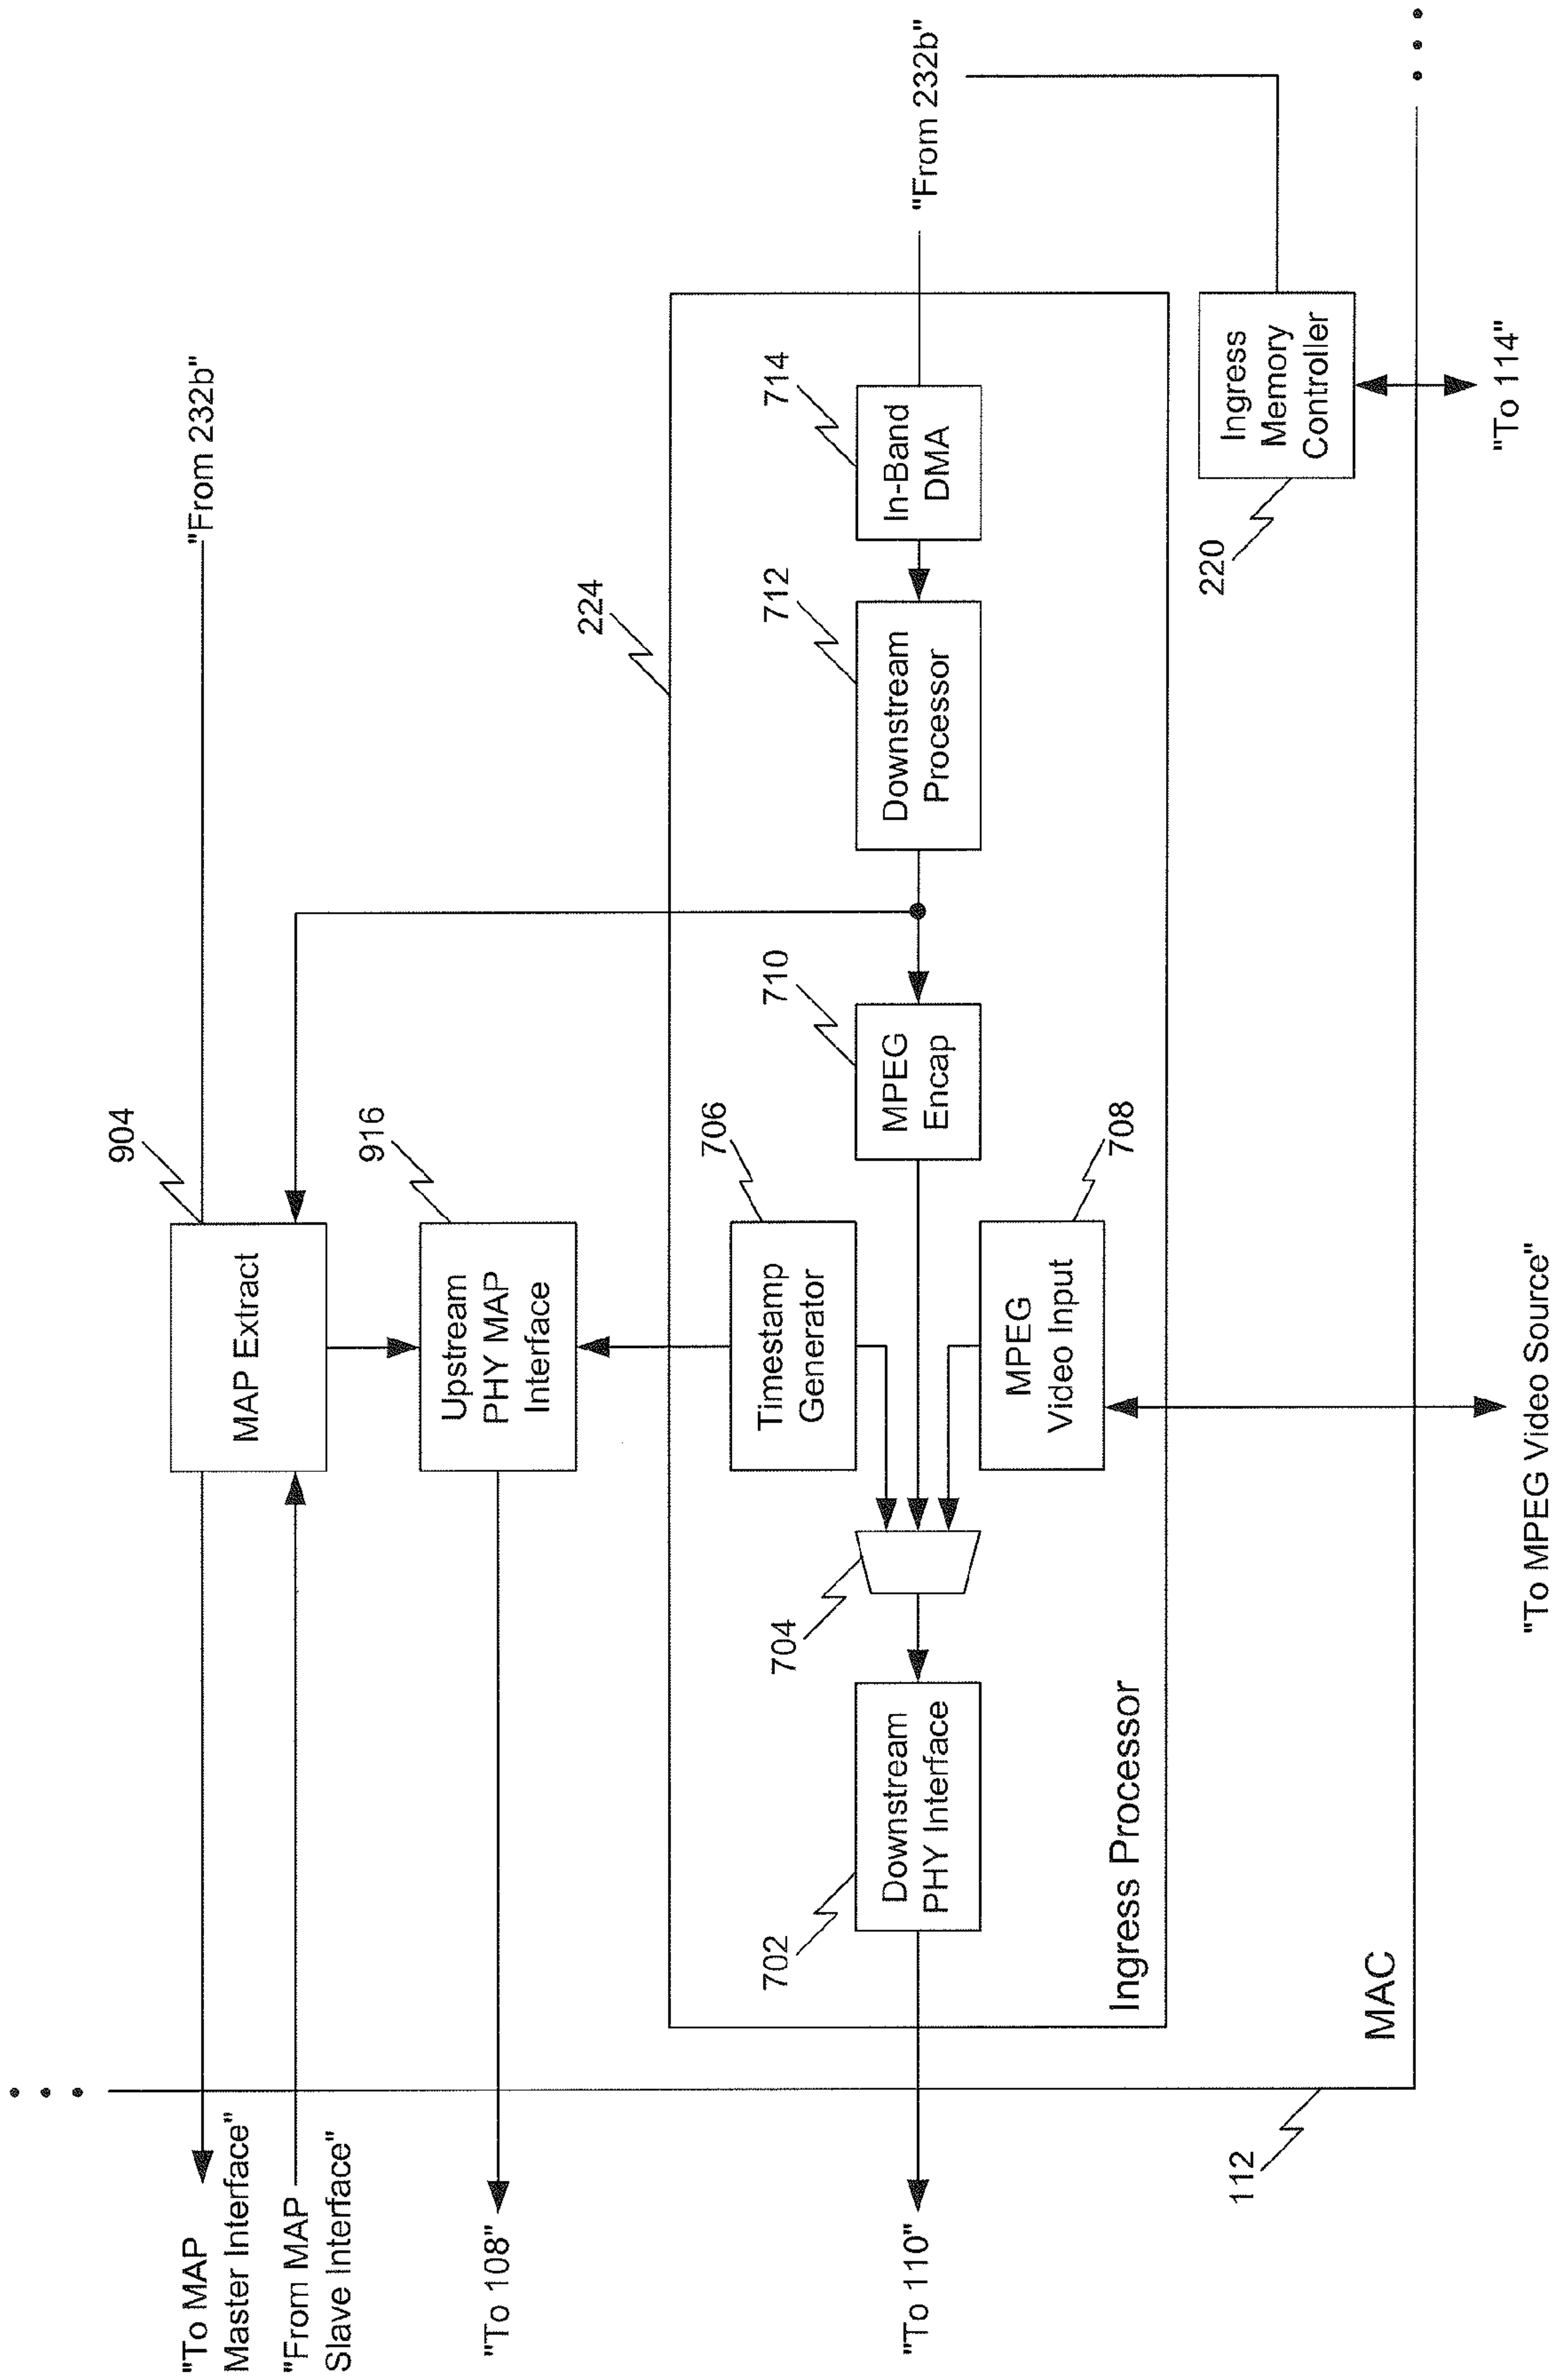 "To MAP
Master Interface"
"From MAP
Slave Interface"
"To 108"
"To 110"
112
MAC
904
MAP Extract
"From 232b"
916
Upstream
PHY MAP
Interface
224
702
Downstream
PHY Interface
704
706
Timestamp
Generator
708
MPEG
Video Input
710
MPEG
Encap
712
Downstream
Processor
714
In-Band
DMA
"From 232b"
Ingress Processor
220
Ingress
Memory
Controller
"To 114"
"To MPEG Video Source"